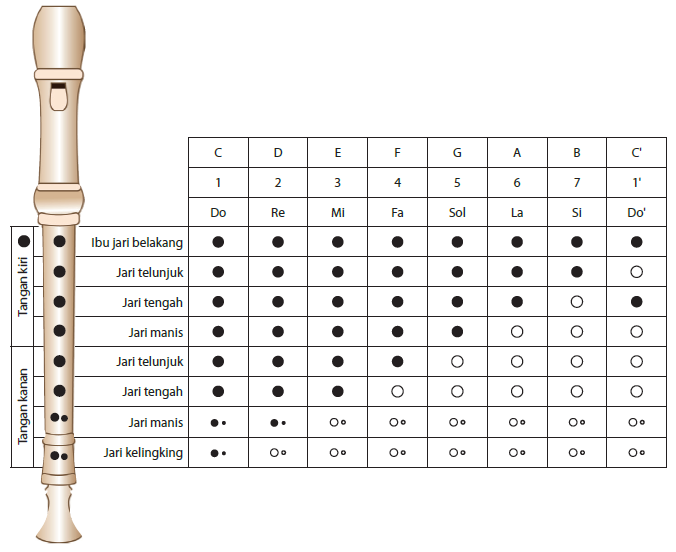 C D E F G A B C'
1 2 3 4 5 6 7 1'
Do Re Mi Fa Sol La Si Do'
Tangan kiri
Ibu jari belakang
Jari telunjuk
Jari tengah
Jari manis
Tangan kanan
Jari telunjuk
Jari tengah
Jari manis
Jari kelingking